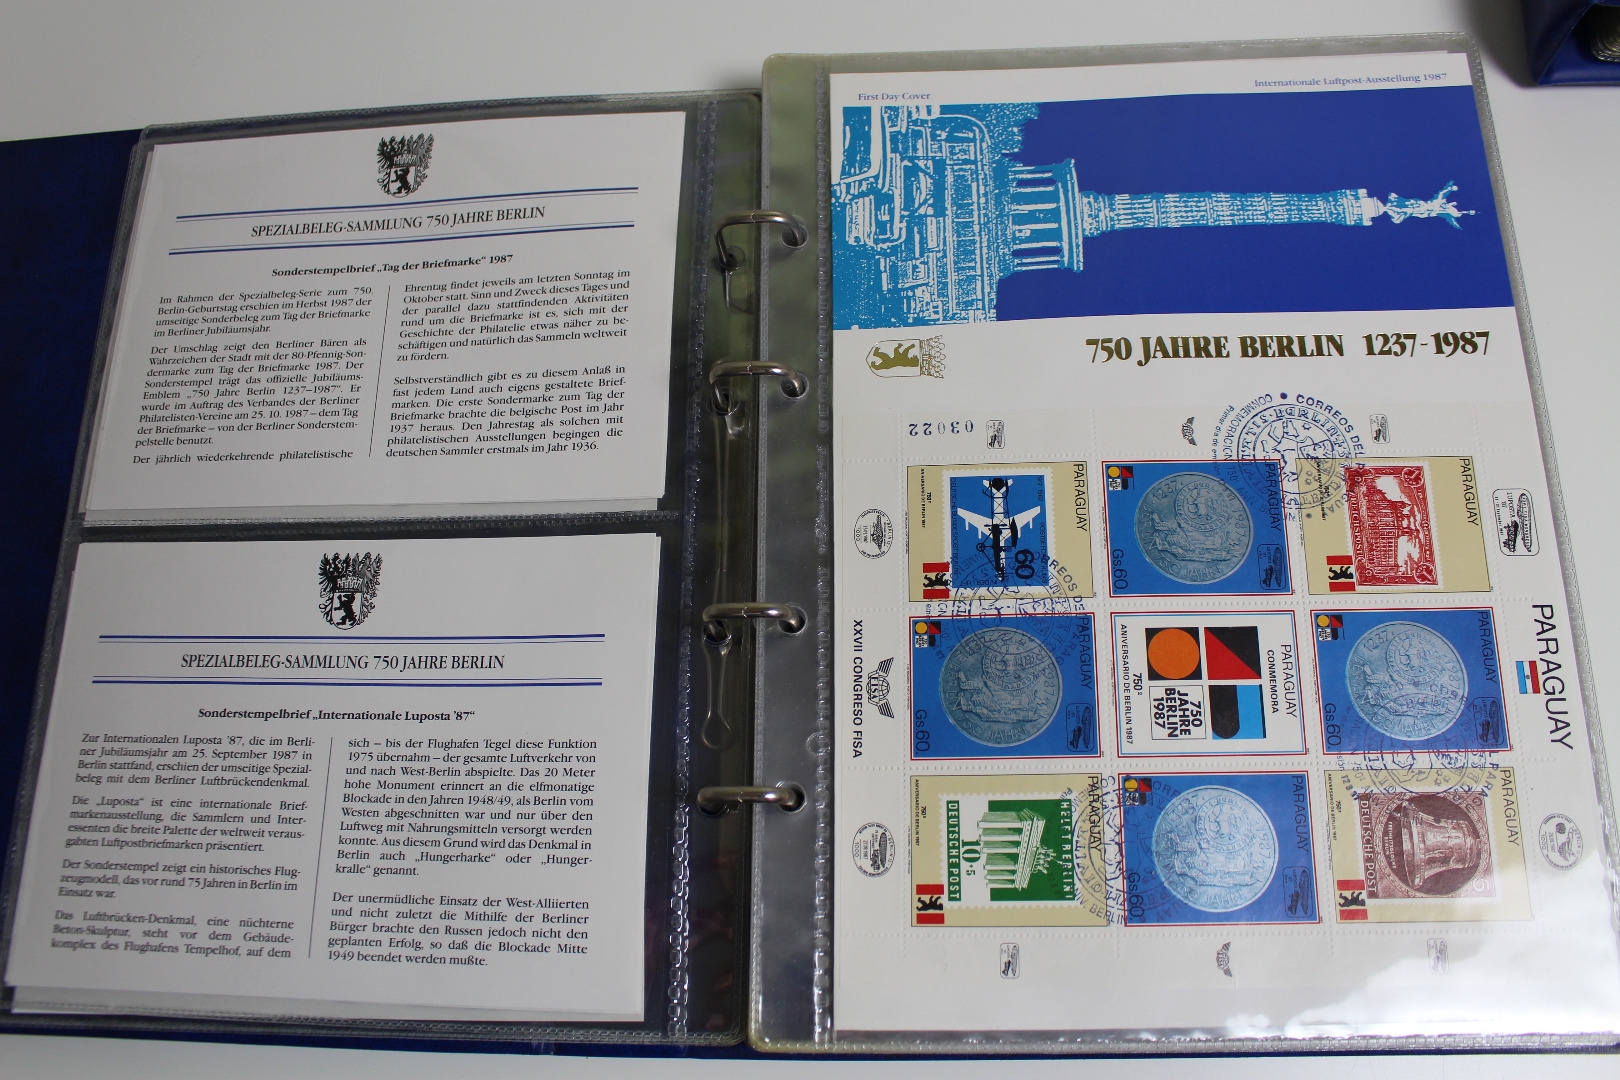 SPEZIALBELEG-SAMMLUNG 750 JAHRE BERLIN
Sonderstempelbrief „Tag der Briefmarke“ 1987
Im Rahmen der Spezialbeleg-Serie zum 750.
Berlin-Geburtstag erschien im Herbst 1987 der
umseitige Sonderbeleg zum Tag der Briefmarke
im Berliner Jubiläumsjahr.
Der Umschlag zeigt den Berliner Bären als
Wahrzeichen der Stadt mit der 80-Pfennig-Son-
dermarke zum Tag der Briefmarke 1987. Der
Sonderstempel trägt das offizielle Jubiläums-
Emblem „750 Jahre Berlin 1237–1987“. Er
wurde im Auftrag des Verbandes der Berliner
Philatelisten-Vereine am 25. 10. 1987 – dem Tag
der Briefmarke – von der Berliner Sonderstem-
pelstelle benutzt.
Der jährlich wiederkehrende philatelistische
Ehrentag findet jeweils am letzten Sonntag im
Oktober statt. Sinn und Zweck dieses Tages und
der parallel dazu stattfindenden Aktivitäten
rund um die Briefmarke ist es, sich mit der
Geschichte der Philatelie etwas näher zu be-
schäftigen und natürlich das Sammeln weltweit
zu fördern.
Selbstverständlich gibt es zu diesem Anlaß in
fast jedem Land auch eigens gestaltete Brief-
marken. Die erste Sondermarke zum Tag der
Briefmarke brachte die belgische Post im Jahr
1937 heraus. Den Jahrestag als solchen mit
philatelistischen Ausstellungen begingen die
deutschen Sammler erstmals im Jahr 1936.
SPEZIALBELEG-SAMMLUNG 750 JAHRE BERLIN
Sonderstempelbrief „Internationale Luposta ’87“
Zur Internationalen Luposta ’87, die im Berli-
ner Jubiläumsjahr am 25. September 1987 in
Berlin stattfand, erschien der umseitige Spezial-
beleg mit dem Berliner Luftbrückendenkmal.
Die „Luposta“ ist eine internationale Brief-
markenausstellung, die Sammlern und Inter-
essenten die breite Palette der weltweit veraus-
gabten Luftpostbriefmarken präsentiert.
Der Sonderstempel zeigt ein historisches Flug-
zeugmodell, das vor rund 75 Jahren in Berlin im
Einsatz war.
Das Luftbrücken-Denkmal, eine nüchterne
Beton-Skulptur, steht vor dem Gebäude-
komplex des Flughafens Tempelhof, auf dem
sich – bis der Flughafen Tegel diese Funktion
1975 übernahm – der gesamte Luftverkehr von
und nach West-Berlin abspielte. Das 20 Meter
hohe Monument erinnert an die elfmonatige
Blockade in den Jahren 1948/49, als Berlin vom
Westen abgeschnitten war und nur über den
Luftweg mit Nahrungsmitteln versorgt werden
konnte. Aus diesem Grund wird das Denkmal in
Berlin auch „Hungerharke“ oder „Hunger-
kralle“ genannt.
Der unermüdliche Einsatz der West-Alliierten
und nicht zuletzt die Mithilfe der Berliner
Bürger brachte den Russen jedoch nicht den
geplanten Erfolg, so daß die Blockade Mitte
1949 beendet werden mußte.
First Day Cover
Internationale Luftpost-Ausstellung 1987
750 JAHRE BERLIN 1237-1987
03022
PARAGUAY
60
PARAGUAY
Gs.60
PARAGUAY
PARAGUAY
Gs.60
PARAGUAY
CONMEMORA
750 JAHRE BERLIN 1987
750º
ANIVERSARIO DE BERLIN 1987
PARAGUAY
Gs.60
PARAGUAY
HELFT BERLIN
10+5
DEUTSCHE POST
PARAGUAY
Gs.60
PARAGUAY
DEUTSCHE POST
XXVII CONGRESO FISA
FISA
PARAGUAY